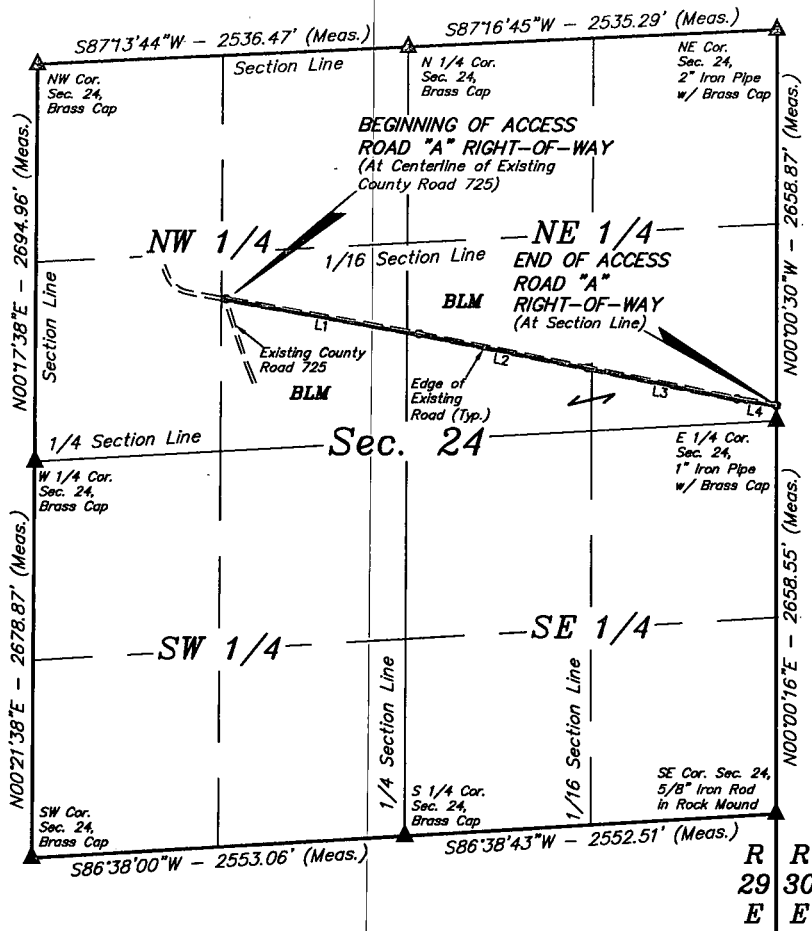 S87°13'44"W - 2536.47' (Meas.)
S87°16'45"W - 2535.29' (Meas.)
Section Line
NW Cor.
Sec. 24,
Brass Cap
N 1/4 Cor.
Sec. 24,
Brass Cap
NE Cor.
Sec. 24,
2" Iron Pipe
w/ Brass Cap
BEGINNING OF ACCESS
ROAD "A" RIGHT-OF-WAY
(At Centerline of Existing
County Road 725)
N00°17'38"E - 2694.96' (Meas.)
Section Line
N00°00'30"W - 2658.87' (Meas.)
NW 1/4
1/16 Section Line
NE 1/4
END OF ACCESS
ROAD "A"
RIGHT-OF-WAY
(At Section Line)
BLM
L1
L2
L3
L4
Existing County
Road 725
BLM
Edge of
Existing
Road (Typ.)
1/4 Section Line
Sec. 24
W 1/4 Cor.
Sec. 24,
Brass Cap
E 1/4 Cor.
Sec. 24,
1" Iron Pipe
w/ Brass Cap
N00°21'38"E - 2678.87' (Meas.)
N00°00'16"E - 2658.55' (Meas.)
SW 1/4
SE 1/4
1/4 Section Line
1/16 Section Line
SW Cor.
Sec. 24,
Brass Cap
S 1/4 Cor.
Sec. 24,
Brass Cap
SE Cor. Sec. 24,
5/8" Iron Rod
in Rock Mound
S86°38'00"W - 2553.06' (Meas.)
S86°38'43"W - 2552.51' (Meas.)
R R
29 30
E E